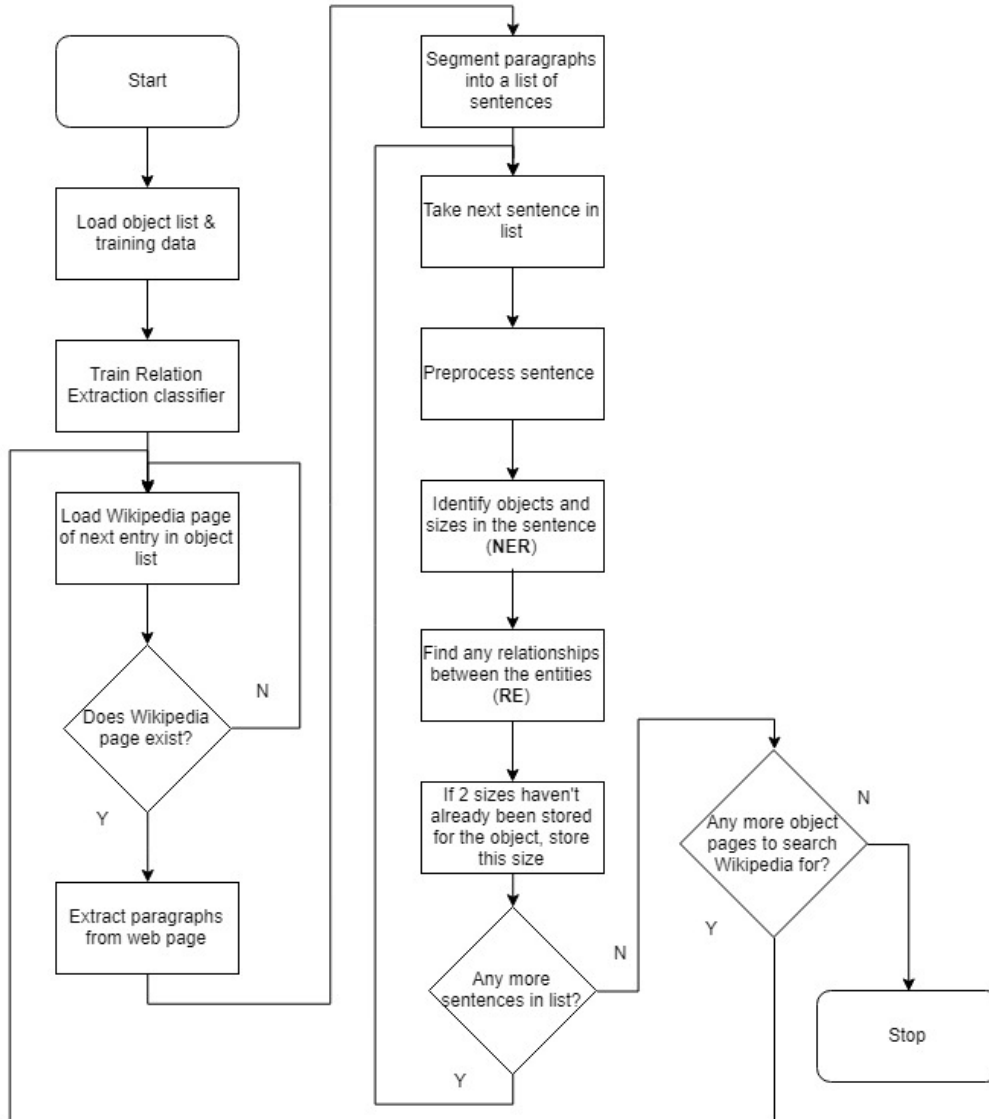 Start
Load object list &
training data
Train Relation
Extraction classifier
Load Wikipedia page
of next entry in object
list
Does Wikipedia
page exist?
N
Y
Extract paragraphs
from web page
Segment paragraphs
into a list of
sentences
Take next sentence in
list
Preprocess sentence
Identify objects and
sizes in the sentence
(NER)
Find any relationships
between the entities
(RE)
If 2 sizes haven't
already been stored
for the object, store
this size
Any more
sentences in list?
N
Y
Any more object
pages to search
Wikipedia for?
N
Y
Stop